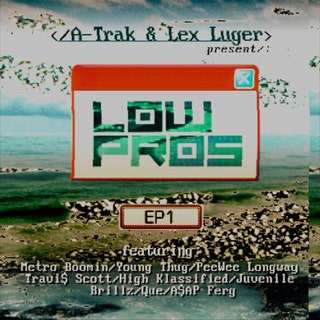 </A-Trak & Lex Luger>
present/:
LOW
PROS
EP1
featuring:
Metro Boomin/Young Thug/PeeWee Longway
Travi$ Scott/High Klassified/Juvenile
Brillz/Que/A$AP Ferg